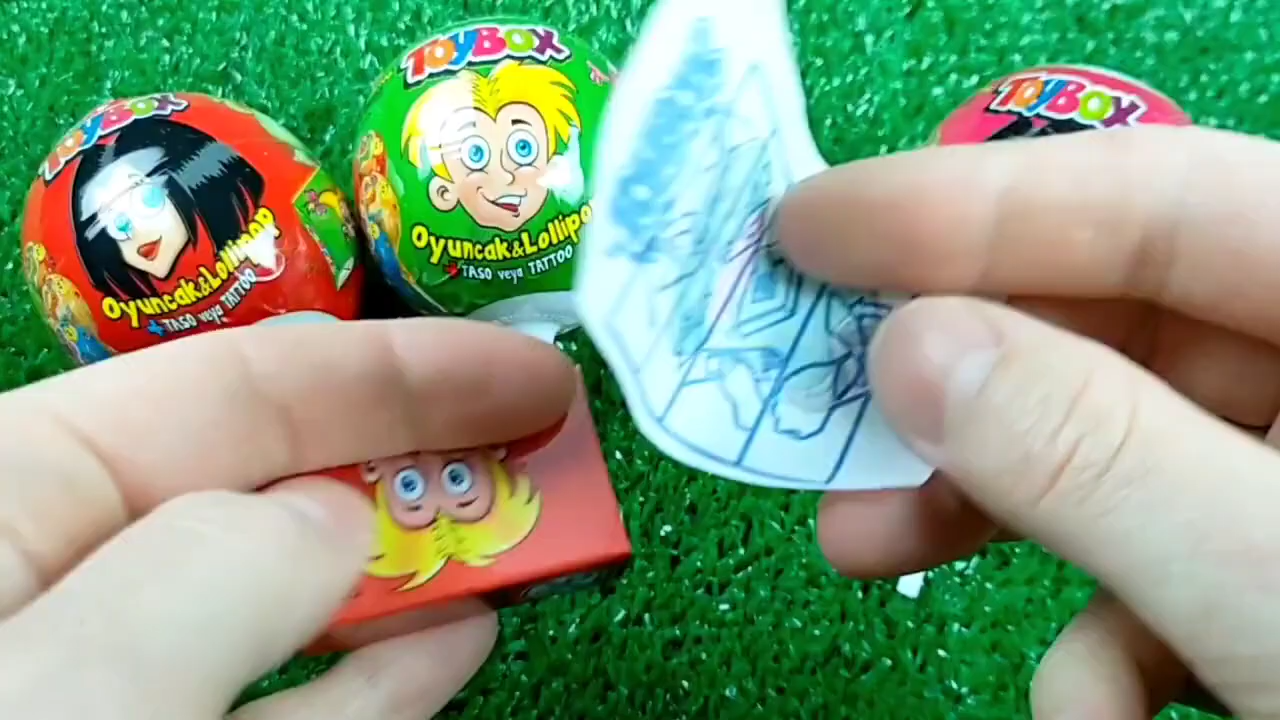 TOYBOX
Oyuncak&Lollipop
+TASO veya TATTOO
TOYBOX
Oyuncak&Lollipo
+TASO veya TATTOO
TOYBOX